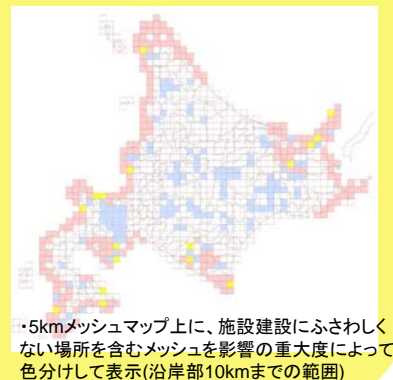 ・5kmメッシュマップ上に、施設建設にふさわしく
ない場所を含むメッシュを影響の重大度によって
色分けして表示(沿岸部10kmまでの範囲)